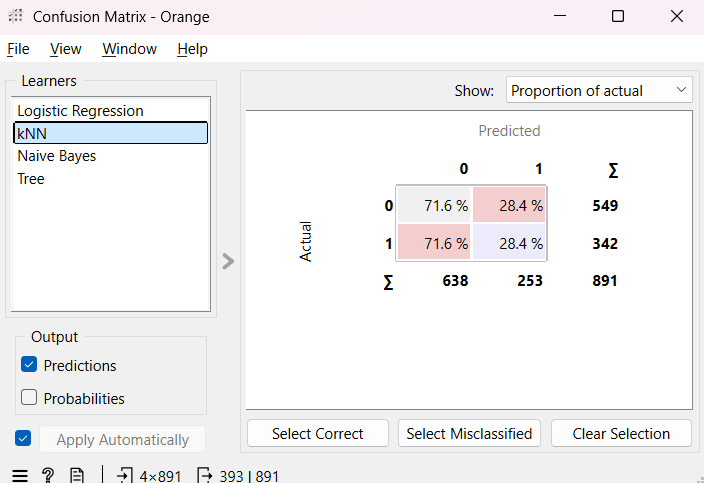 Confusion Matrix - Orange
File View Window Help
Learners
Logistic Regression
kNN
Naive Bayes
Tree
Output
Predictions
Probabilities
Apply Automatically
Show: Proportion of actual
Predicted
0 1 ∑
Actual
0 71.6 % 28.4 % 549
1 71.6 % 28.4 % 342
∑ 638 253 891
Select Correct Select Misclassified Clear Selection
? 4×891 393 | 891